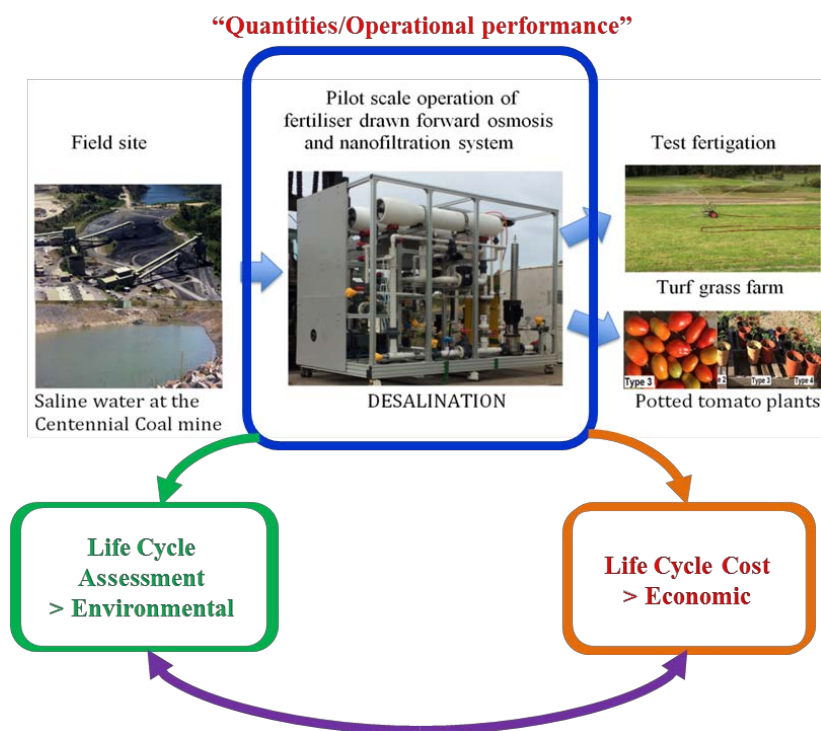 “Quantities/Operational performance”
Field site
Pilot scale operation of
fertiliser drawn forward osmosis
and nanofiltration system
Test fertigation
Turf grass farm
Saline water at the
Centennial Coal mine
DESALINATION
Type 3
e 2
Type 3
Type 4
Potted tomato plants
Life Cycle
Assessment
> Environmental
Life Cycle Cost
> Economic